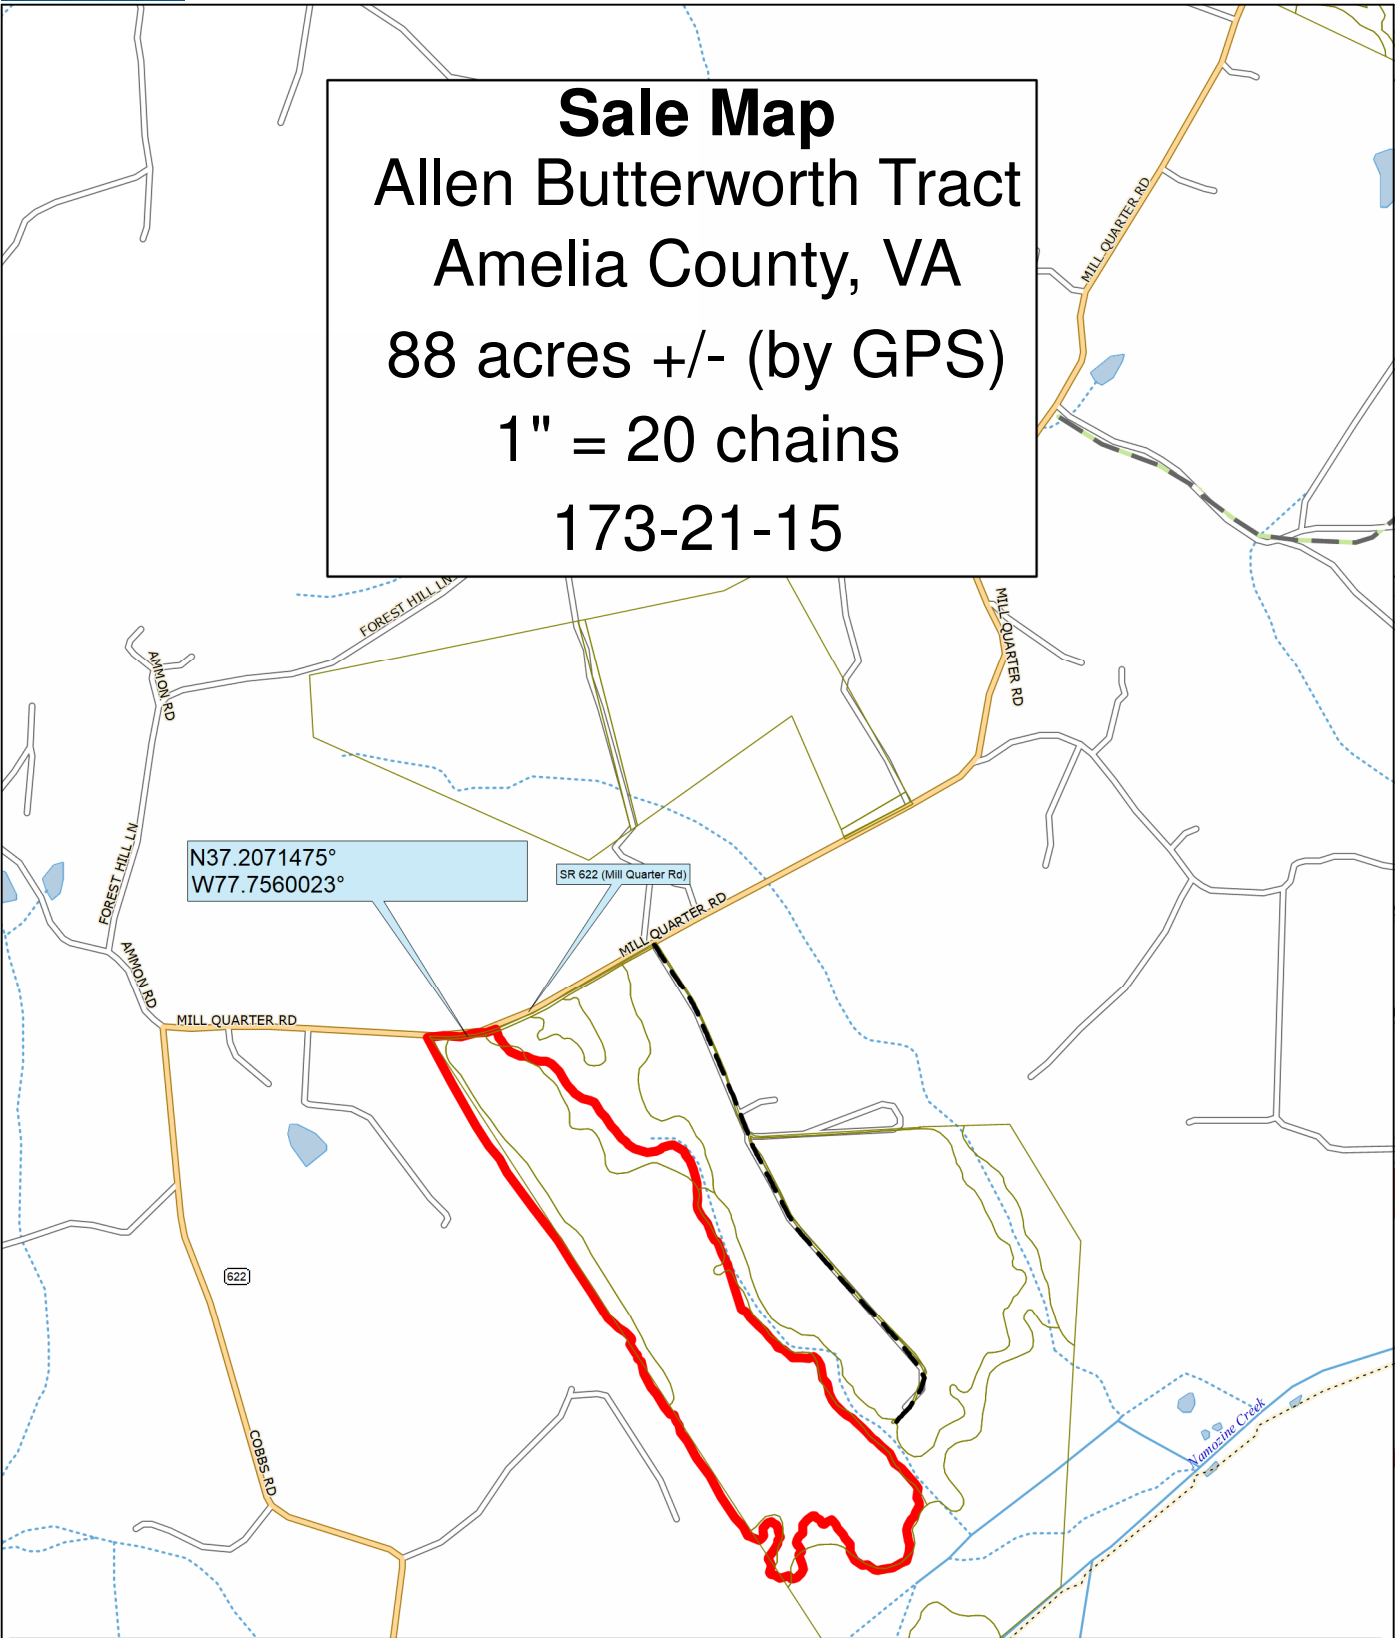 Sale Map
Allen Butterworth Tract
Amelia County, VA
88 acres +/- (by GPS)
1" = 20 chains
173-21-15
MILL QUARTER RD
FOREST HILL LN
MILL QUARTER RD
AMMON RD
FOREST HILL LN
N37.2071475°
W77.7560023°
SR 622 (Mill Quarter Rd)
MILL QUARTER RD
AMMON RD
MILL QUARTER RD
622
COBBS RD
Namozine Creek